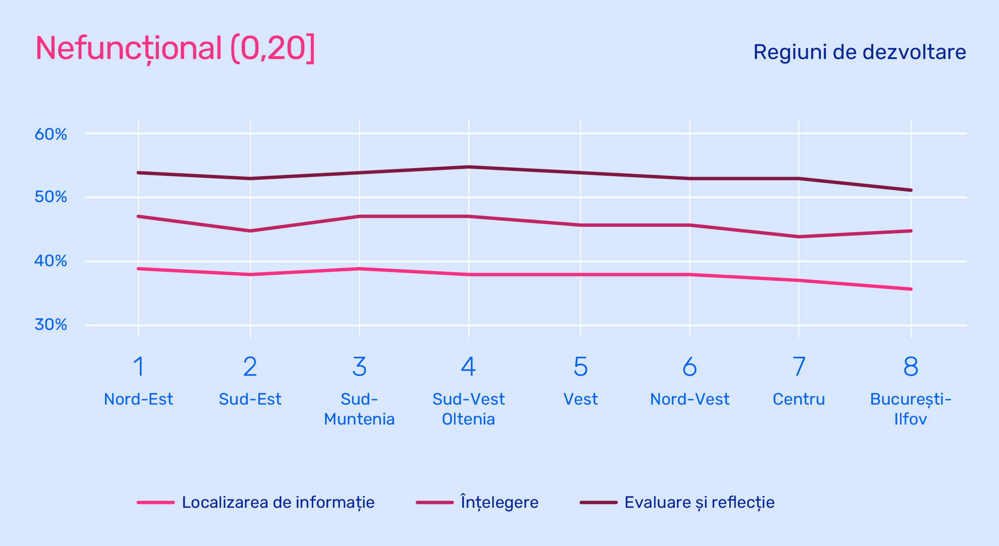 Nefuncțional (0,20]
Regiuni de dezvoltare
60%
50%
40%
30%
1
2
3
4
5
6
7
8
Nord-Est
Sud-Est
Sud-
Muntenia
Sud-Vest
Oltenia
Vest
Nord-Vest
Centru
București-
Ilfov
Localizarea de informație
Înțelegere
Evaluare și reflecție